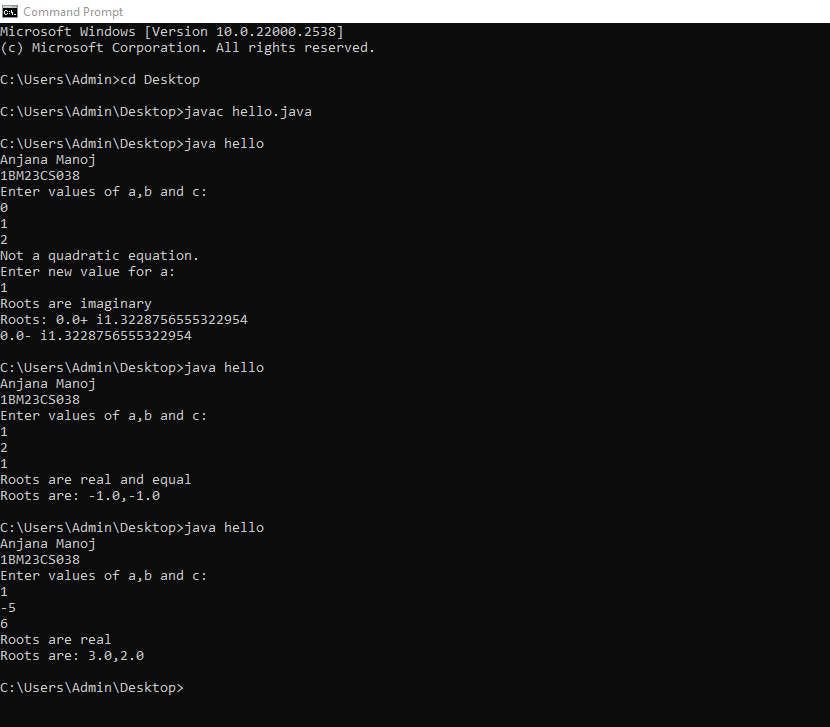 Command Prompt
Microsoft Windows [Version 10.0.22000.2538]
(c) Microsoft Corporation. All rights reserved.
C:\Users\Admin>cd Desktop
C:\Users\Admin\Desktop>javac hello.java
C:\Users\Admin\Desktop>java hello
Anjana Manoj
1BM23CS038
Enter values of a,b and c:
0
1
2
Not a quadratic equation.
Enter new value for a:
1
Roots are imaginary
Roots: 0.0+ i1.3228756555322954
0.0- i1.3228756555322954
C:\Users\Admin\Desktop>java hello
Anjana Manoj
1BM23CS038
Enter values of a,b and c:
1
2
1
Roots are real and equal
Roots are: -1.0,-1.0
C:\Users\Admin\Desktop>java hello
Anjana Manoj
1BM23CS038
Enter values of a,b and c:
1
-5
6
Roots are real
Roots are: 3.0,2.0
C:\Users\Admin\Desktop>